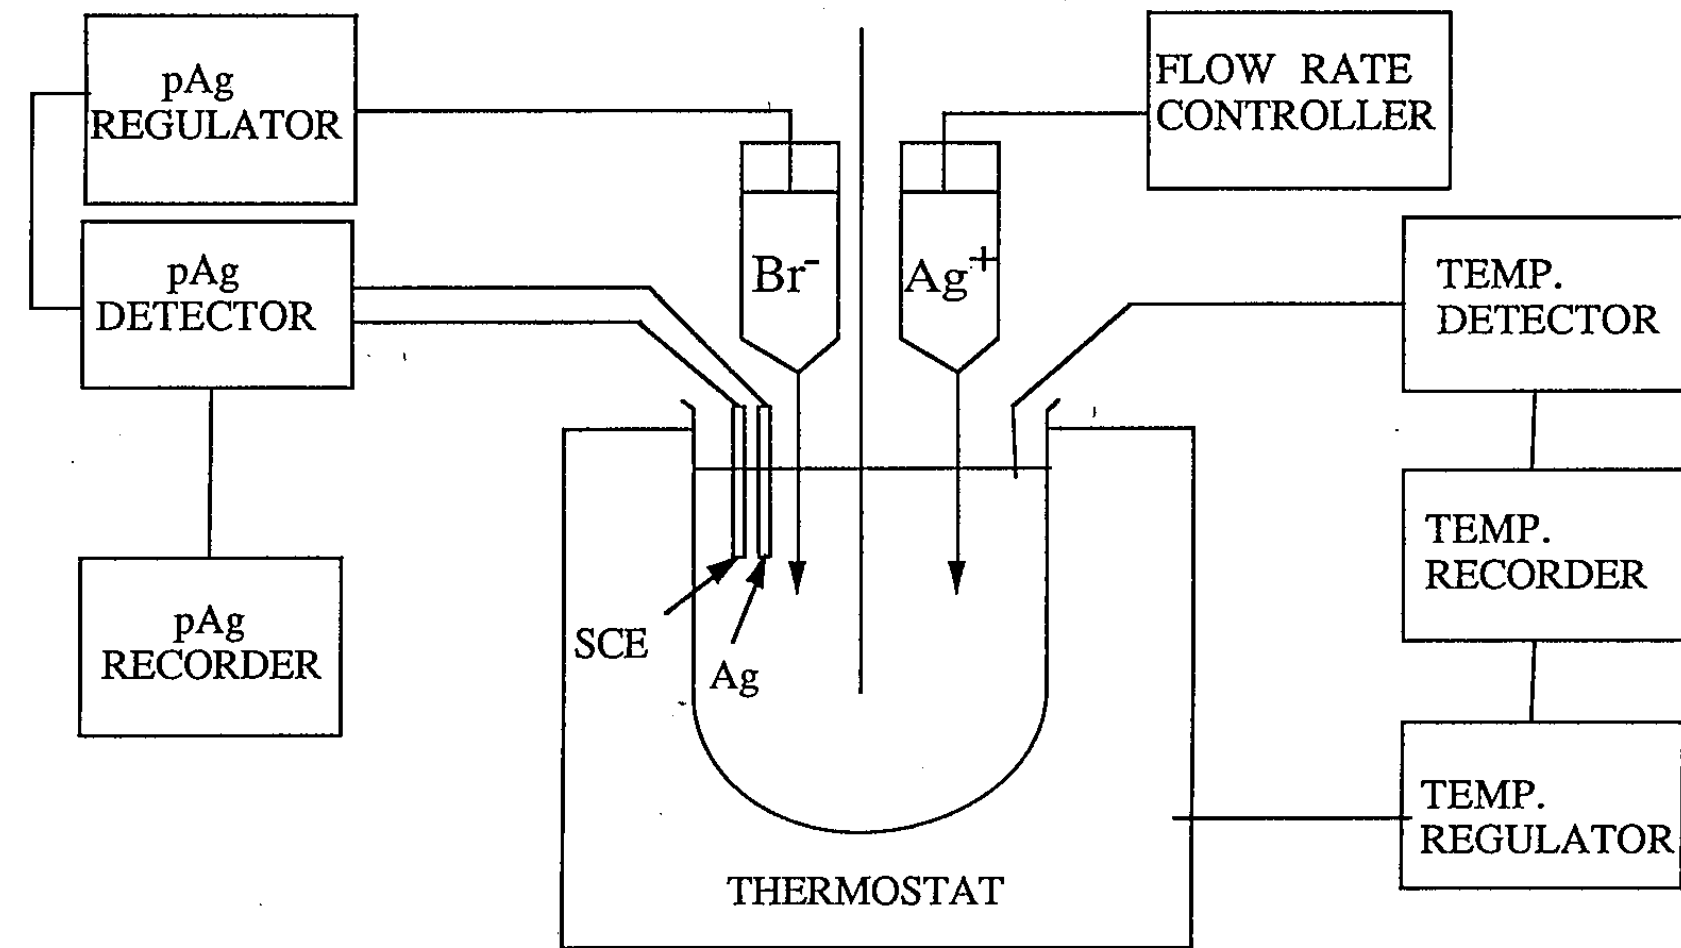 pAg
REGULATOR
FLOW RATE
CONTROLLER
pAg
DETECTOR
Br-
Ag+
TEMP.
DETECTOR
TEMP.
RECORDER
pAg
RECORDER
SCE
Ag
TEMP.
REGULATOR
THERMOSTAT